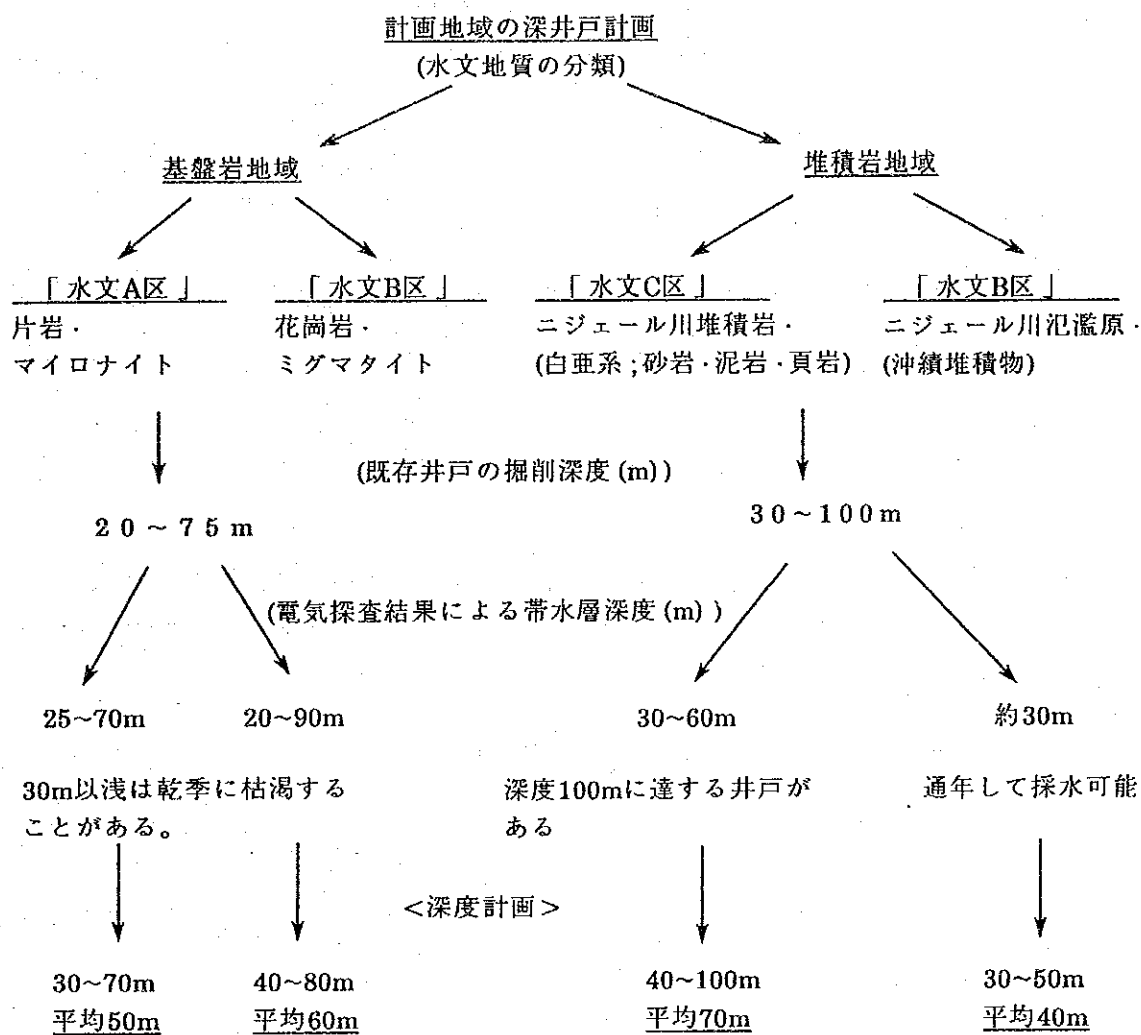 計画地域の深井戸計画
(水文地質の分類)
基盤岩地域
堆積岩地域
「水文A区」
「水文B区」
「水文C区」
「水文B区」
片岩・
マイロナイト
花崗岩・
ミグマタイト
ニジェール川堆積岩・
(白亜系;砂岩・泥岩・頁岩)
ニジェール川氾濫原・
(沖績堆積物)
(既存井戸の掘削深度(m))
20~75m
30~100m
(電気探査結果による帯水層深度(m))
25~70m
20~90m
30~60m
約30m
30m以浅は乾季に枯渇する
ことがある。
深度100mに達する井戸が
ある
通年して採水可能
<深度計画>
30~70m
平均50m
40~80m
平均60m
40~100m
平均70m
30~50m
平均40m